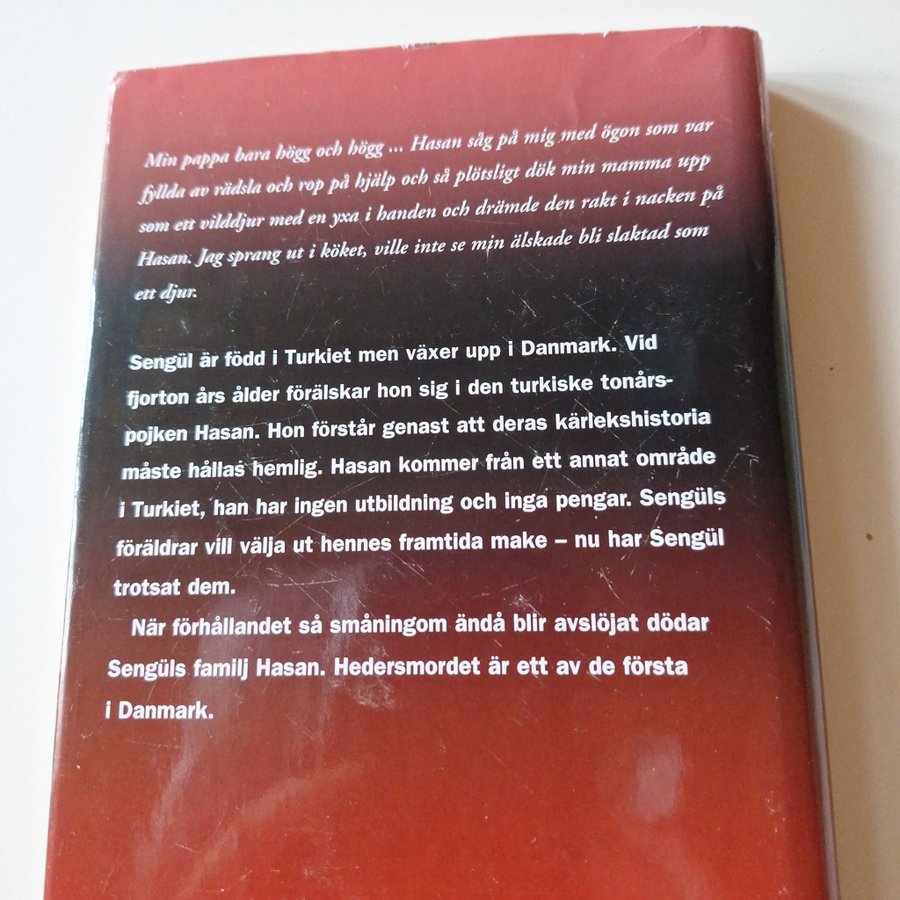 Min pappa bara högg och högg ... Hasan såg på mig med ögon som var
fyllda av rädsla och rop på hjälp och så plötsligt dök min mamma upp
som ett vilddjur med en yxa i handen och drämde den rakt i nacken på
Hasan. Jag sprang ut i köket, ville inte se min älskade bli slaktad som
ett djur.
Sengül är född i Turkiet men växer upp i Danmark. Vid
fjorton års ålder förälskar hon sig i den turkiske tonårs-
pojken Hasan. Hon förstår genast att deras kärlekshistoria
måste hållas hemlig. Hasan kommer från ett annat område
i Turkiet, han har ingen utbildning och inga pengar. Sengüls
föräldrar vill välja ut hennes framtida make – nu har Sengül
trotsat dem.
När förhållandet så småningom ändå blir avslöjat dödar
Sengüls familj Hasan. Hedersmordet är ett av de första
i Danmark.